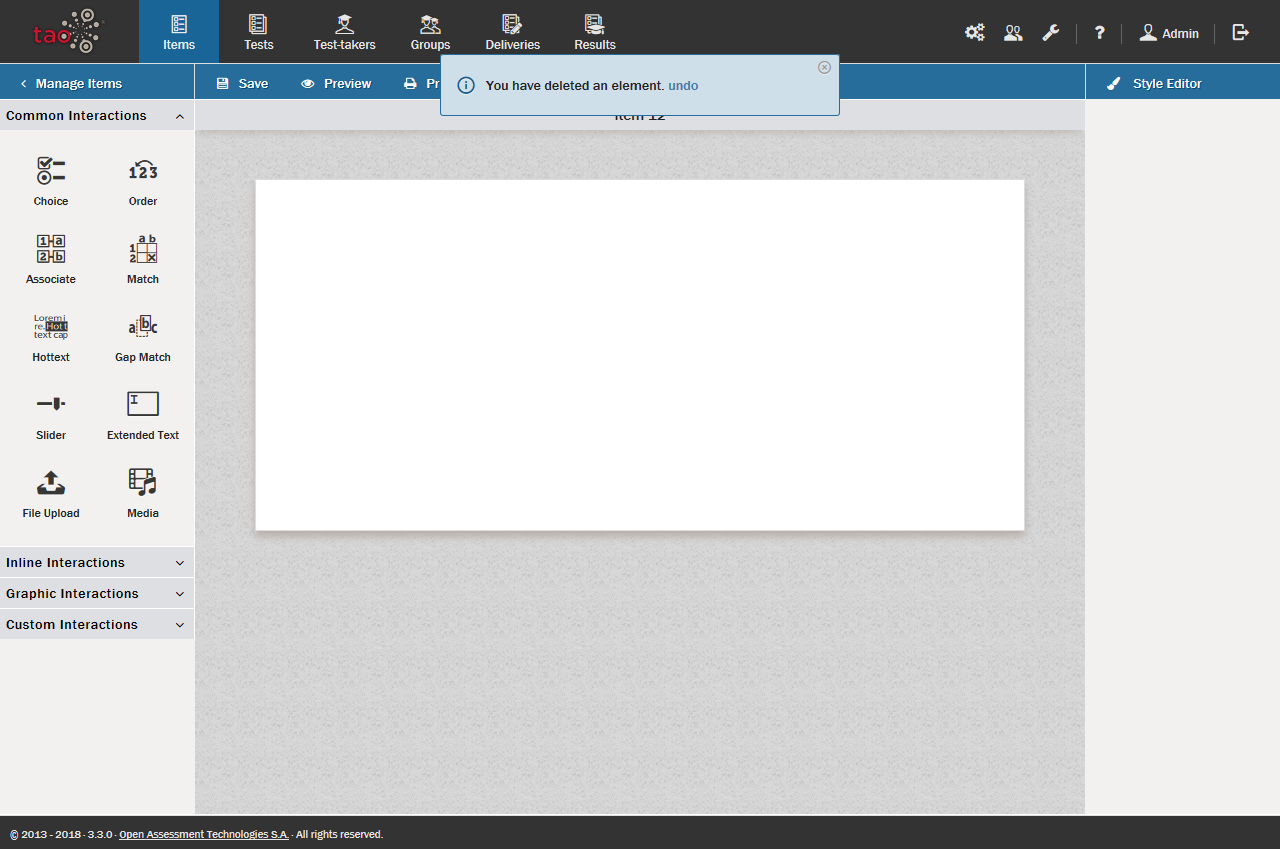 tao
Items
Tests
Test-takers
Groups
Deliveries
Results
?
Admin
Manage Items
Save
Preview
Pr
You have deleted an element. undo
Style Editor
Common Interactions
Item 12
Choice
Order
Associate
Match
Hottext
Gap Match
Slider
Extended Text
File Upload
Media
Inline Interactions
Graphic Interactions
Custom Interactions
© 2013 - 2018 · 3.3.0 · Open Assessment Technologies S.A. · All rights reserved.